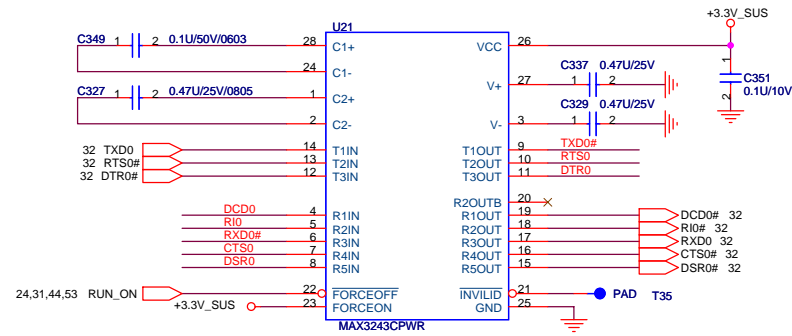 +3.3V_SUS
U21
C349 1 2 0.1U/50V/0603 28 C1+ VCC 26
C337 0.47U/25V
24 C1- V+ 27 1 2
1 C351
2 0.1U/10V
C327 1 2 0.47U/25V/0805 1 C2+
C329 0.47U/25V
2 C2- V- 3 1 2
32 TXD0 14 T1IN T1OUT 9 TXD0#
32 RTS0# 13 T2IN T2OUT 10 RTS0
32 DTR0# 12 T3IN T3OUT 11 DTR0
R2OUTB 20
DCD0 4 R1IN R1OUT 19 DCD0# 32
RI0 5 R2IN R2OUT 18 RI0# 32
RXD0# 6 R3IN R3OUT 17 RXD0 32
CTS0 7 R4IN R4OUT 16 CTS0# 32
DSR0 8 R5IN R5OUT 15 DSR0# 32
24,31,44,53 RUN_ON 22 FORCEOFF INVILID 21 PAD T35
+3.3V_SUS 23 FORCEON GND 25
MAX3243CPWR